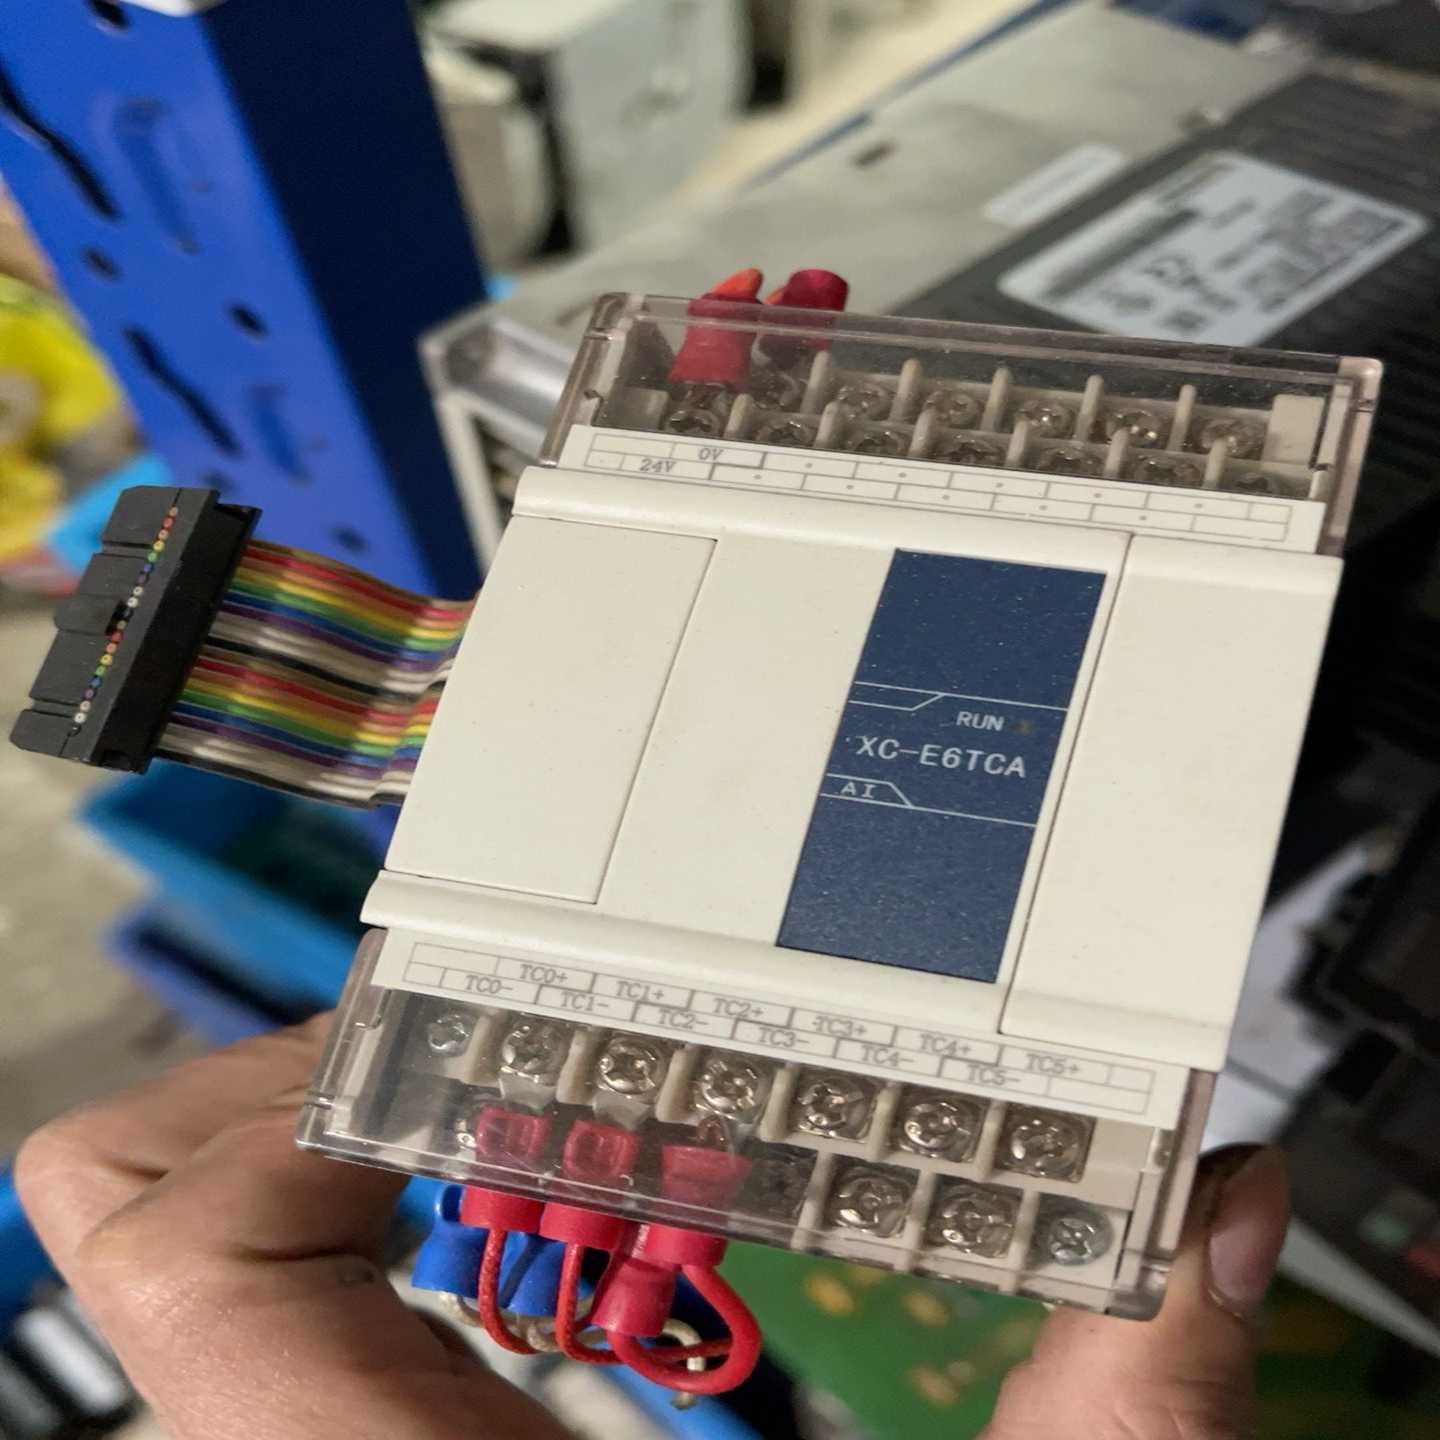 0V
24V
RUN
XC-E6TCA
AI
TC0+ TC1+ TC2+ TC3+ TC4+ TC5+
TC0- TC1- TC2- TC3- TC4- TC5-